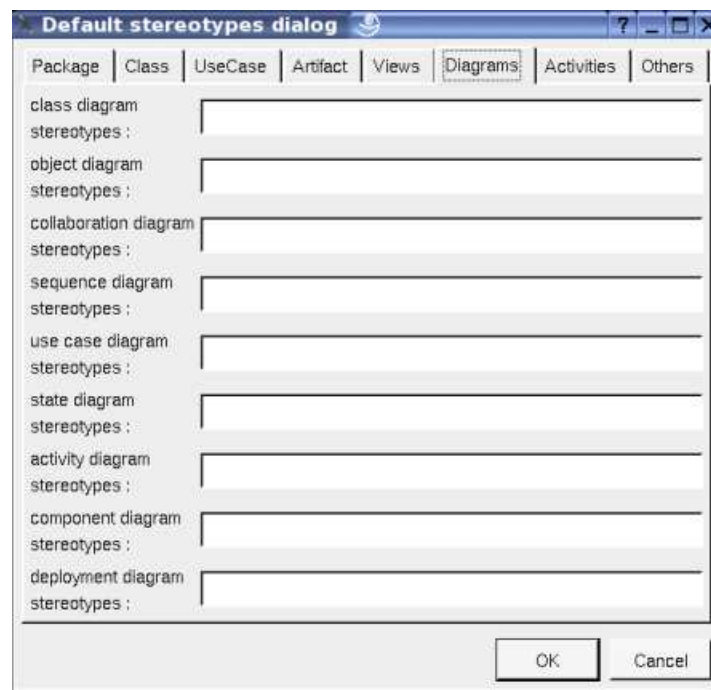 Default stereotypes dialog ? _
Package Class UseCase Artifact Views Diagrams Activities Others
class diagram
stereotypes :
object diagram
stereotypes :
collaboration diagram
stereotypes :
sequence diagram
stereotypes :
use case diagram
stereotypes :
state diagram
stereotypes :
activity diagram
stereotypes :
component diagram
stereotypes :
deployment diagram
stereotypes :
OK Cancel